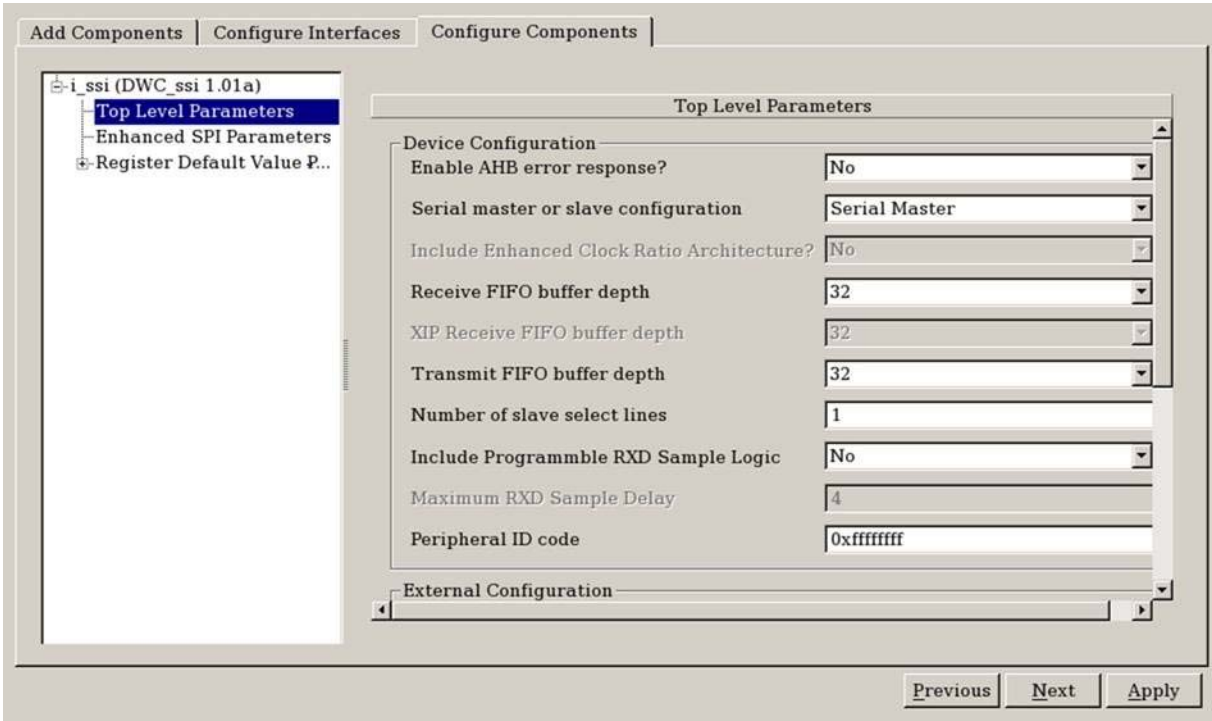 Add Components
Configure Interfaces
Configure Components
i_ssi (DWC_ssi 1.01a)
Top Level Parameters
Enhanced SPI Parameters
Register Default Value P...
Top Level Parameters
Device Configuration
Enable AHB error response? No
Serial master or slave configuration Serial Master
Include Enhanced Clock Ratio Architecture? No
Receive FIFO buffer depth 32
XIP Receive FIFO buffer depth 32
Transmit FIFO buffer depth 32
Number of slave select lines 1
Include Programmble RXD Sample Logic No
Maximum RXD Sample Delay 4
Peripheral ID code 0xffffffff
External Configuration
Previous Next Apply